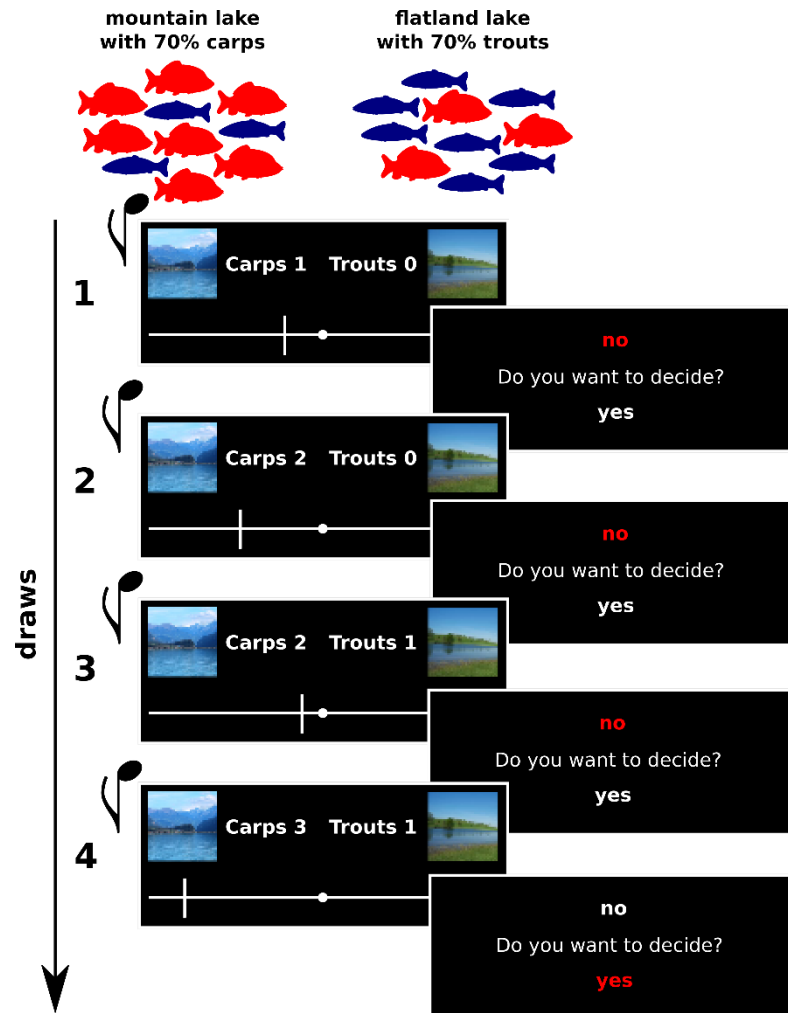 mountain lake
with 70% carps
flatland lake
with 70% trouts
draws
1
Carps 1 Trouts 0
no
Do you want to decide?
yes
2
Carps 2 Trouts 0
no
Do you want to decide?
yes
3
Carps 2 Trouts 1
no
Do you want to decide?
yes
4
Carps 3 Trouts 1
no
Do you want to decide?
yes